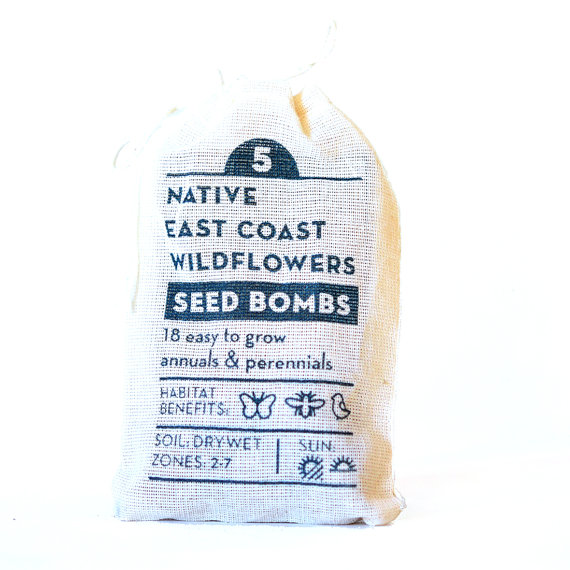 5
NATIVE
EAST COAST
WILDFLOWERS
SEED BOMBS
18 easy to grow
annuals & perennials
HABITAT
BENEFITS:
SOIL: DRY-WET
ZONES: 2-7
SUN: